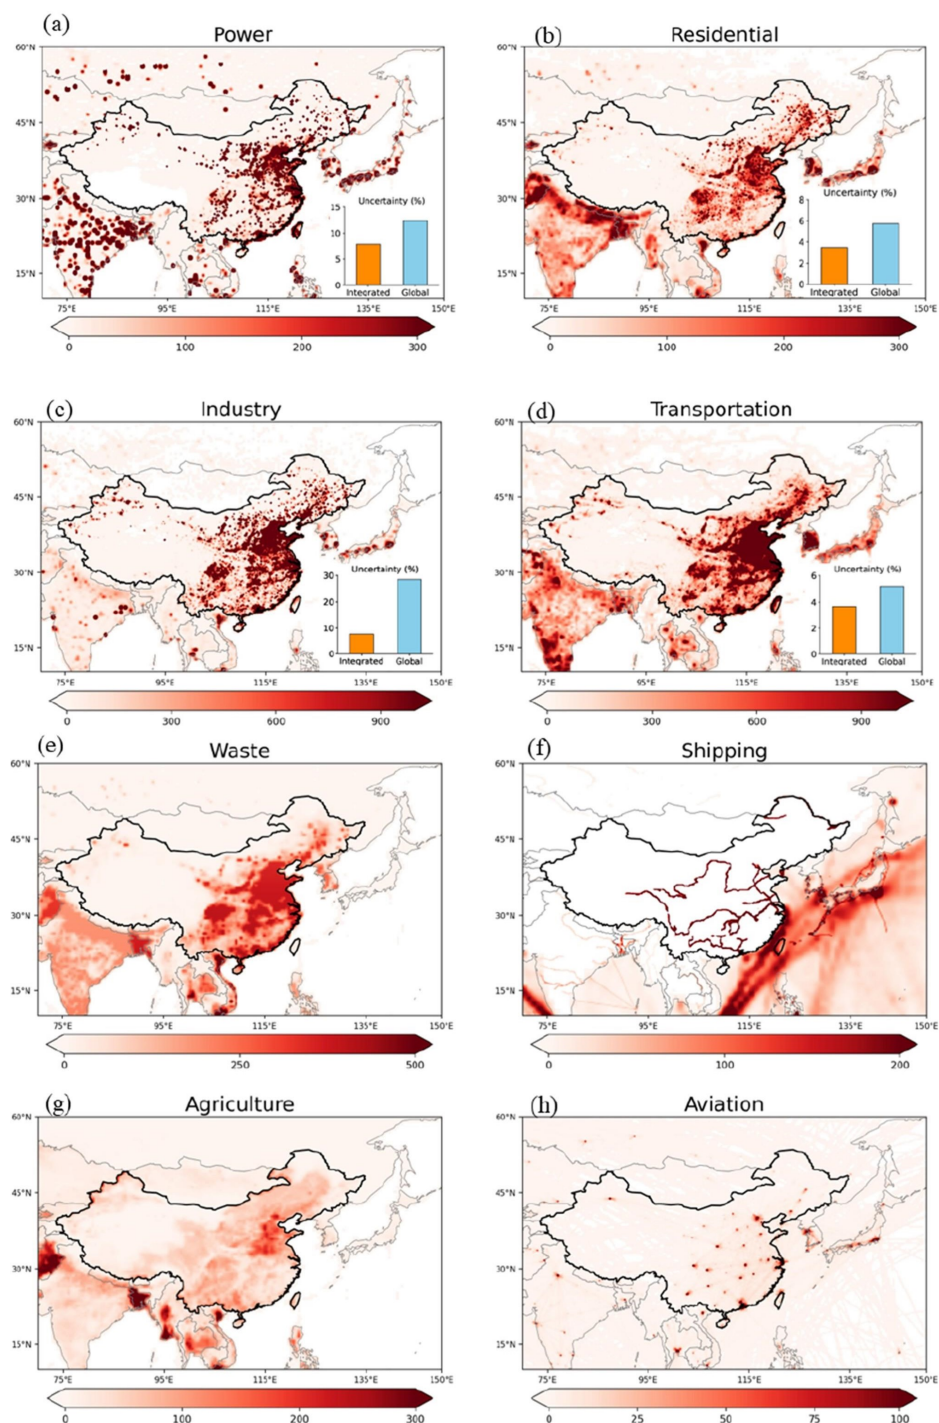 (a)
Power
60°N
45°N
30°N
15°N
75°E 95°E 115°E 135°E 150°E
Uncertainty (%)
15
10
5
0
Integrated Global
0 100 200 300
(b)
Residential
60°N
45°N
30°N
15°N
75°E 95°E 115°E 135°E 150°E
Uncertainty (%)
8
6
4
2
0
Integrated Global
0 100 200 300
(c)
Industry
60°N
45°N
30°N
15°N
75°E 95°E 115°E 135°E 150°E
Uncertainty (%)
30
20
10
0
Integrated Global
0 300 600 900
(d)
Transportation
60°N
45°N
30°N
15°N
75°E 95°E 115°E 135°E 150°E
Uncertainty (%)
6
4
2
0
Integrated Global
0 300 600 900
(e)
Waste
60°N
45°N
30°N
15°N
75°E 95°E 115°E 135°E 150°E
0 250 500
(f)
Shipping
60°N
45°N
30°N
15°N
75°E 95°E 115°E 135°E 150°E
0 100 200
(g)
Agriculture
60°N
45°N
30°N
15°N
75°E 95°E 115°E 135°E 150°E
0 100 200 300
(h)
Aviation
60°N
45°N
30°N
15°N
75°E 95°E 115°E 135°E 150°E
0 25 50 75 100